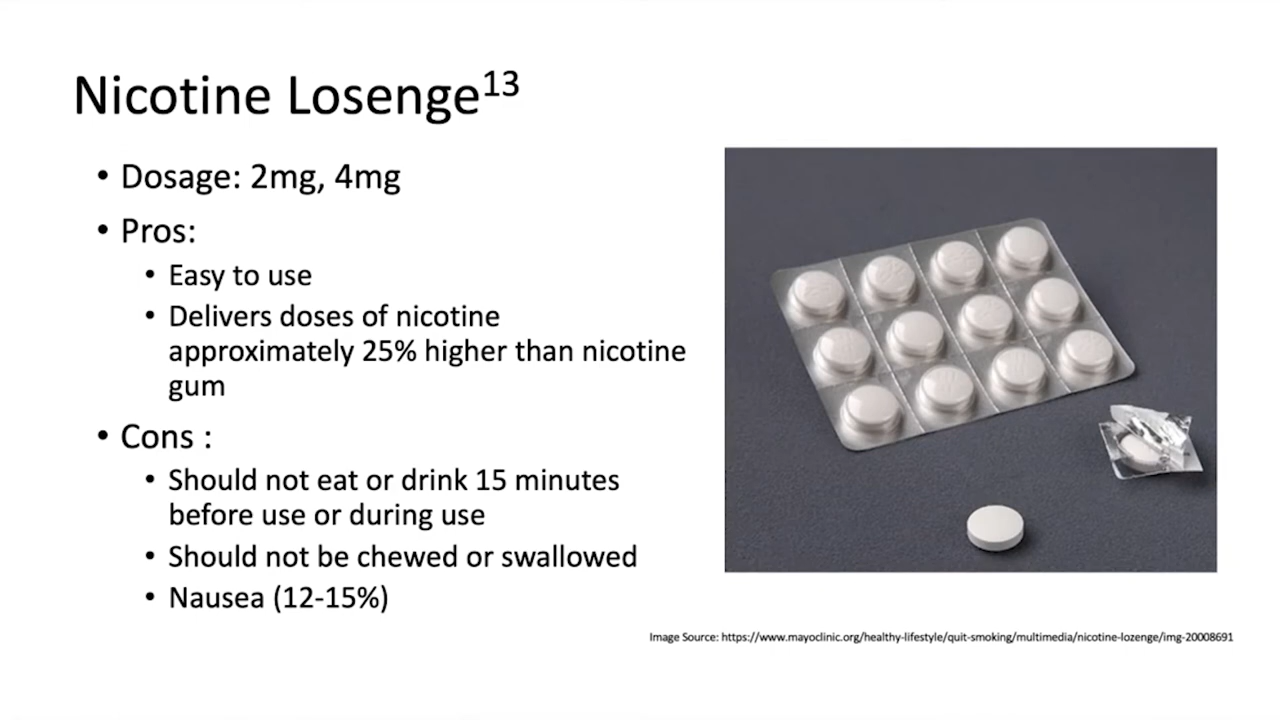 Nicotine Losenge¹³
• Dosage: 2mg, 4mg
• Pros:
• Easy to use
• Delivers doses of nicotine
approximately 25% higher than nicotine
gum
• Cons :
• Should not eat or drink 15 minutes
before use or during use
• Should not be chewed or swallowed
• Nausea (12-15%)
Image Source: https://www.mayoclinic.org/healthy-lifestyle/quit-smoking/multimedia/nicotine-lozenge/img-20008691